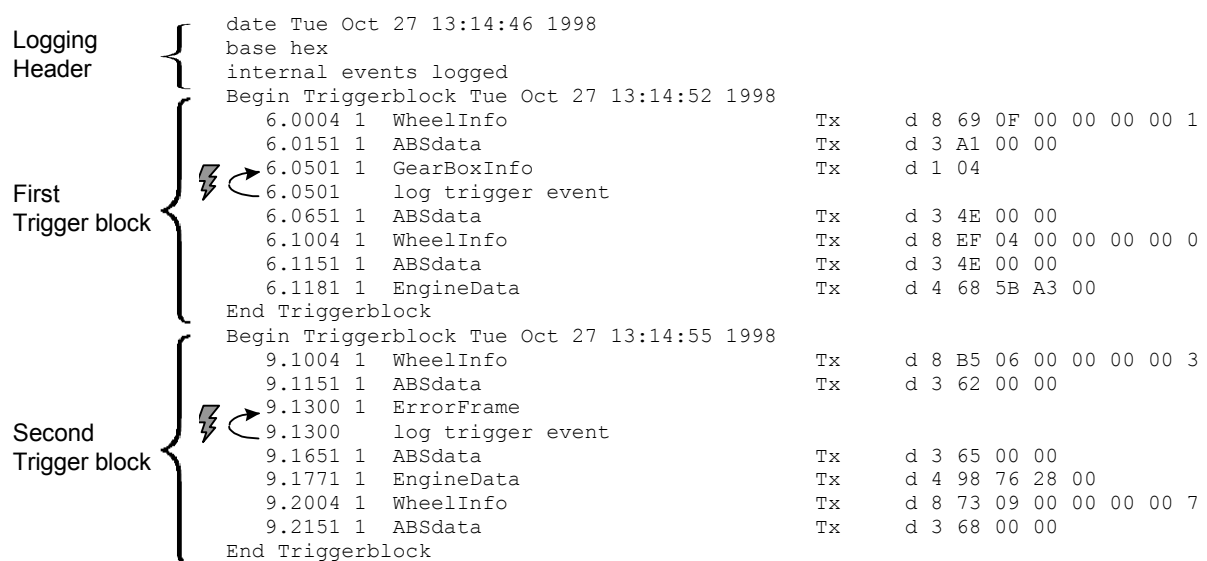 Logging
Header
date Tue Oct 27 13:14:46 1998
base hex
internal events logged
First
Trigger block
Begin Triggerblock Tue Oct 27 13:14:52 1998
6.0004 1 WheelInfo Tx d 8 69 0F 00 00 00 00 1
6.0151 1 ABSdata Tx d 3 A1 00 00
6.0501 1 GearBoxInfo Tx d 1 04
6.0501 log trigger event
6.0651 1 ABSdata Tx d 3 4E 00 00
6.1004 1 WheelInfo Tx d 8 EF 04 00 00 00 00 0
6.1151 1 ABSdata Tx d 3 4E 00 00
6.1181 1 EngineData Tx d 4 68 5B A3 00
End Triggerblock
Second
Trigger block
Begin Triggerblock Tue Oct 27 13:14:55 1998
9.1004 1 WheelInfo Tx d 8 B5 06 00 00 00 00 3
9.1151 1 ABSdata Tx d 3 62 00 00
9.1300 1 ErrorFrame
9.1300 log trigger event
9.1651 1 ABSdata Tx d 3 65 00 00
9.1771 1 EngineData Tx d 4 98 76 28 00
9.2004 1 WheelInfo Tx d 8 73 09 00 00 00 00 7
9.2151 1 ABSdata Tx d 3 68 00 00
End Triggerblock